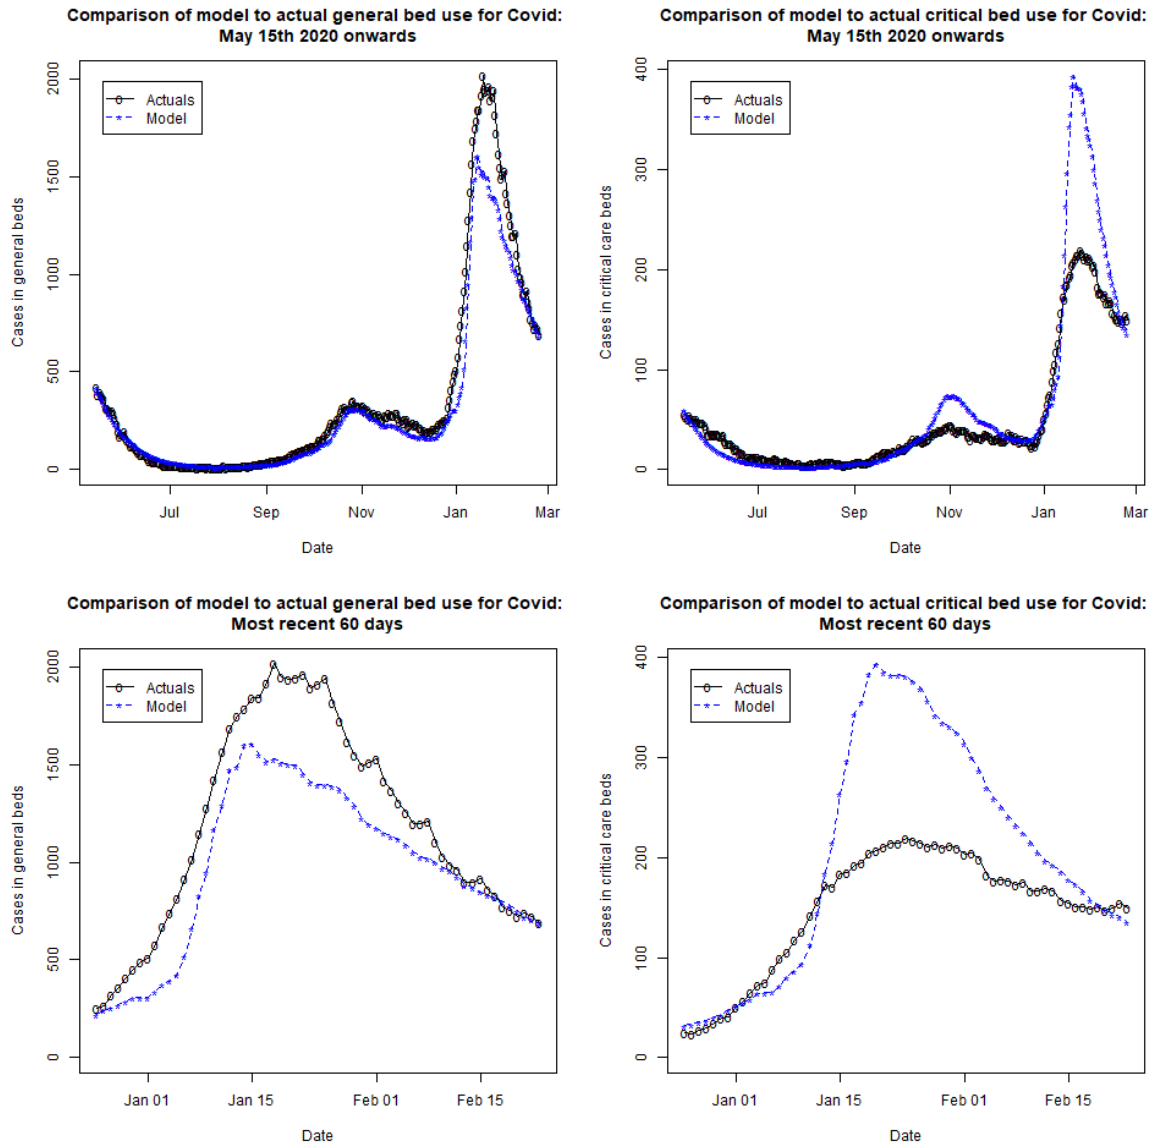 Comparison of model to actual general bed use for Covid:
May 15th 2020 onwards
Cases in general beds
2000
1500
1000
500
0
Actuals
Model
Jul
Sep
Nov
Jan
Mar
Date
Comparison of model to actual critical bed use for Covid:
May 15th 2020 onwards
Cases in critical care beds
400
300
200
100
0
Actuals
Model
Jul
Sep
Nov
Jan
Mar
Date
Comparison of model to actual general bed use for Covid:
Most recent 60 days
Cases in general beds
2000
1500
1000
500
0
Actuals
Model
Jan 01
Jan 15
Feb 01
Feb 15
Date
Comparison of model to actual critical bed use for Covid:
Most recent 60 days
Cases in critical care beds
400
300
200
100
0
Actuals
Model
Jan 01
Jan 15
Feb 01
Feb 15
Date